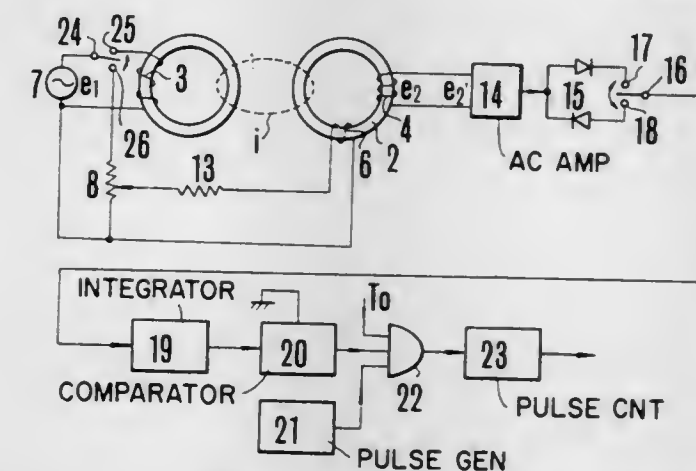 24 25
7 e1 3 26 i
8 13 6 2 4
e2 e2' 14 AC AMP
15 17 16 18
INTEGRATOR
19
COMPARATOR
20
To
21
PULSE GEN
22
23
PULSE CNT